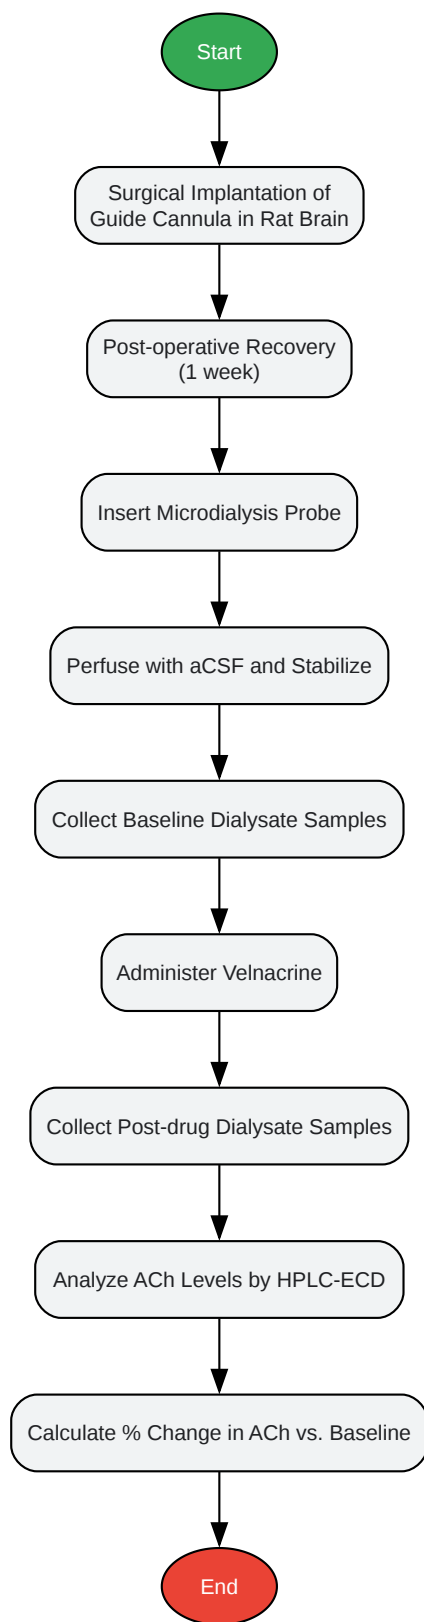 Start
Surgical Implantation of
Guide Cannula in Rat Brain
Post-operative Recovery
(1 week)
Insert Microdialysis Probe
Perfuse with aCSF and Stabilize
Collect Baseline Dialysate Samples
Administer Velnacrine
Collect Post-drug Dialysate Samples
Analyze ACh Levels by HPLC-ECD
Calculate % Change in ACh vs. Baseline
End